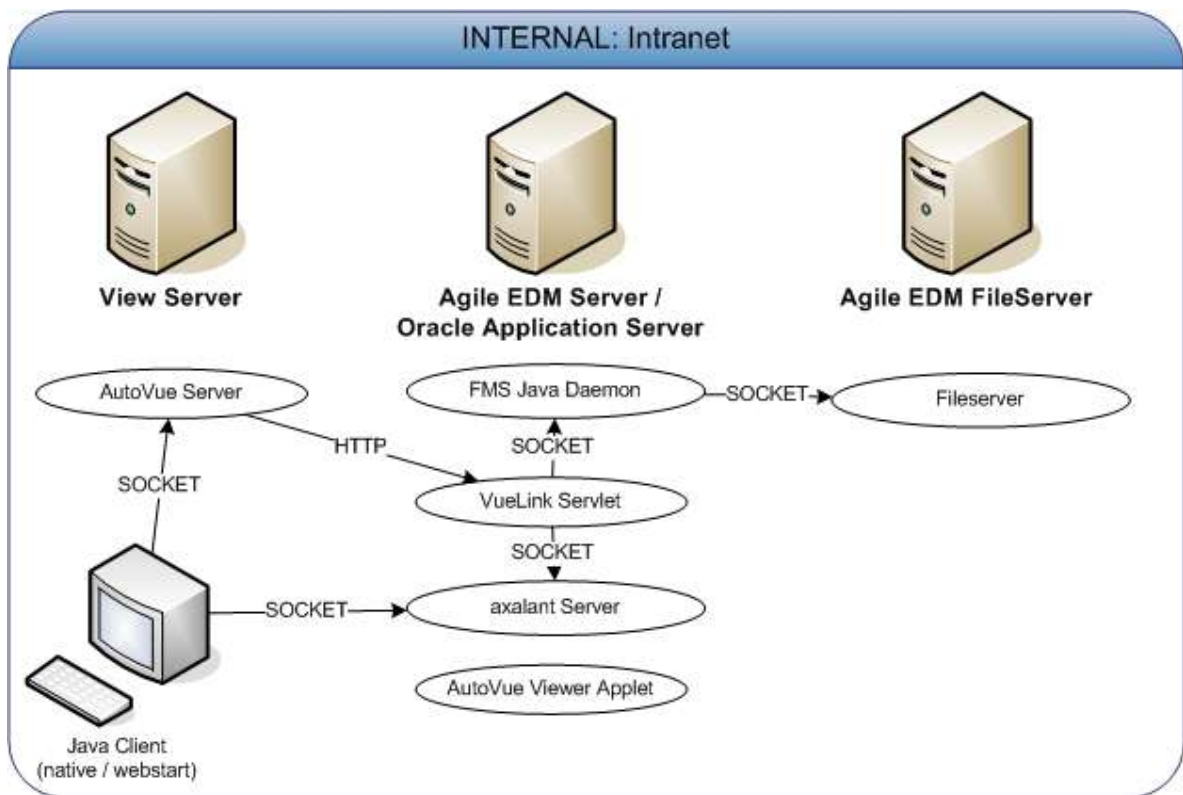 INTERNAL: Intranet
View Server
Agile EDM Server /
Oracle Application Server
Agile EDM FileServer
AutoVue Server
FMS Java Daemon
SOCKET
Fileserver
HTTP
SOCKET
SOCKET
VueLink Servlet
SOCKET
SOCKET
axalant Server
AutoVue Viewer Applet
Java Client
(native / webstart)